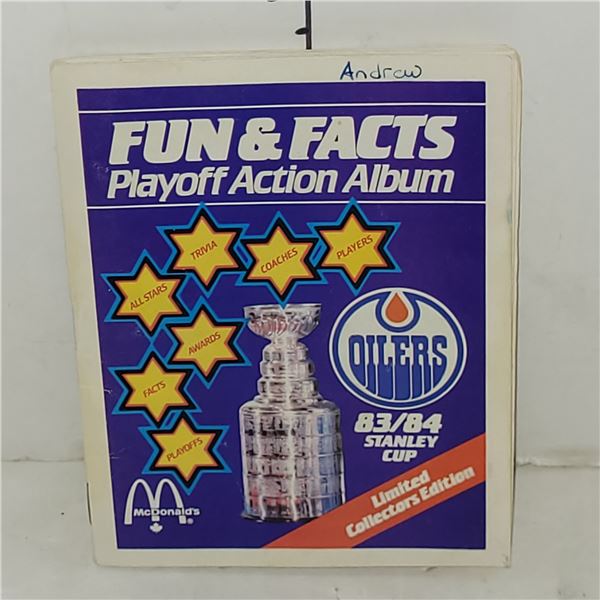 Andrew
FUN & FACTS
Playoff Action Album
TRIVIA
COACHES
PLAYERS
ALL STARS
AWARDS
FACTS
PLAYOFFS
OILERS
83/84
STANLEY
CUP
Limited
Collectors Edition
McDonald's
®